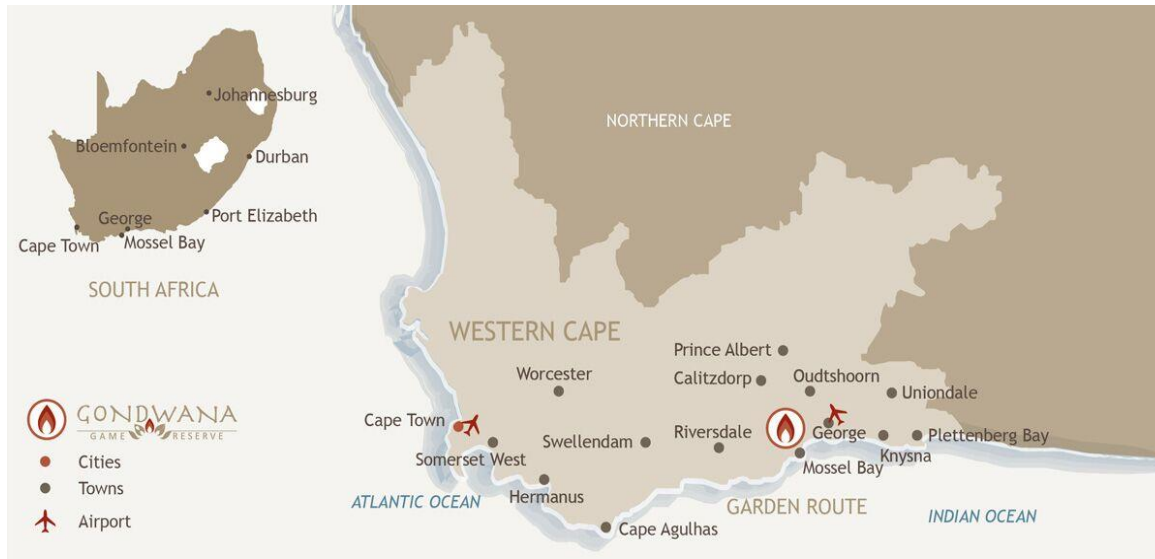 Johannesburg
Bloemfontein
Durban
Port Elizabeth
George
Cape Town
Mossel Bay
SOUTH AFRICA
GONDWANA
GAME RESERVE
Cities
Towns
Airport
NORTHERN CAPE
WESTERN CAPE
Prince Albert
Worcester
Calitzdorp
Oudtshoorn
Uniondale
Cape Town
Swellendam
Riversdale
George
Plettenberg Bay
Somerset West
Mossel Bay
Knysna
Hermanus
ATLANTIC OCEAN
GARDEN ROUTE
INDIAN OCEAN
Cape Agulhas